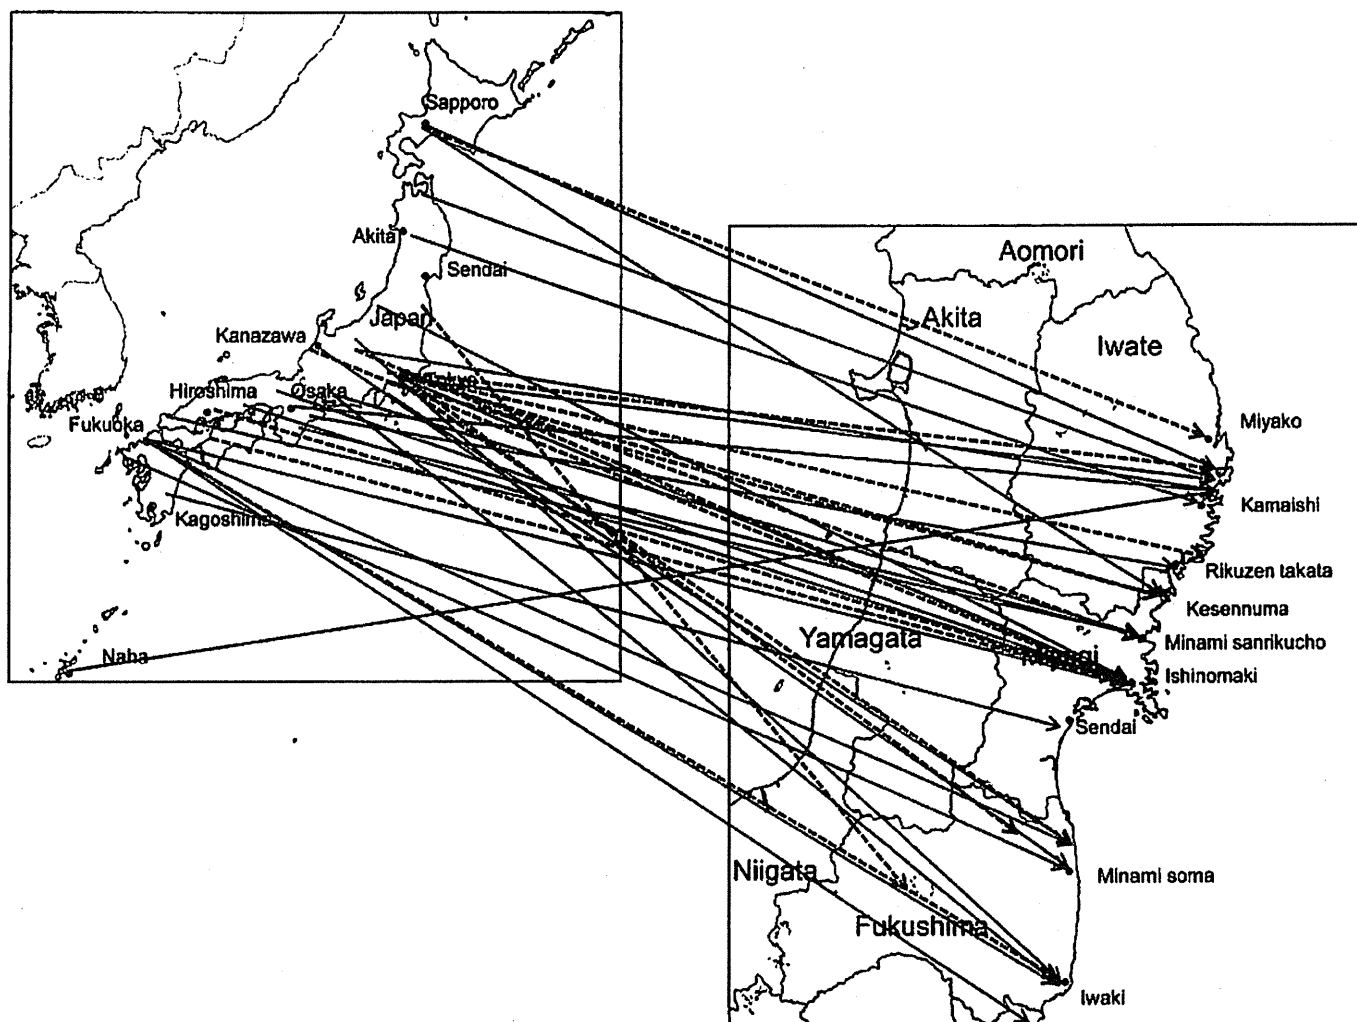 Sapporo
Akita
Sendai
Japan
Kanazawa
Hiroshima
Osaka
Fukuoka
Kagoshima
Naha
Aomori
Akita
Iwate
Miyako
Kamaishi
Rikuzen takata
Kesennuma
Minami sanrikucho
Yamagata
Ishinomaki
Sendai
Niigata
Minami soma
Fukushima
Iwaki